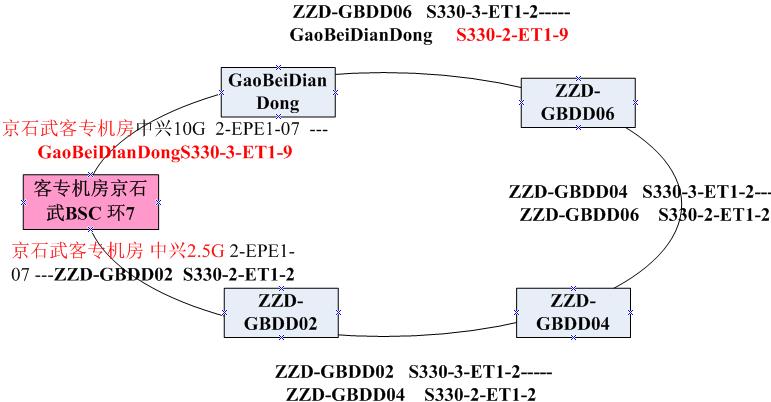 ZZD-GBDD06 S330-3-ET1-2-----
GaoBeiDianDong S330-2-ET1-9
GaoBeiDian
Dong
ZZD-
GBDD06
京石武客专机房中兴10G 2-EPE1-07 ---
GaoBeiDianDongS330-3-ET1-9
客专机房京石
武BSC 环7
ZZD-GBDD04 S330-3-ET1-2---
ZZD-GBDD06 S330-2-ET1-2
京石武客专机房 中兴2.5G 2-EPE1-
07 ---ZZD-GBDD02 S330-2-ET1-2
ZZD-
GBDD02
ZZD-
GBDD04
ZZD-GBDD02 S330-3-ET1-2-----
ZZD-GBDD04 S330-2-ET1-2